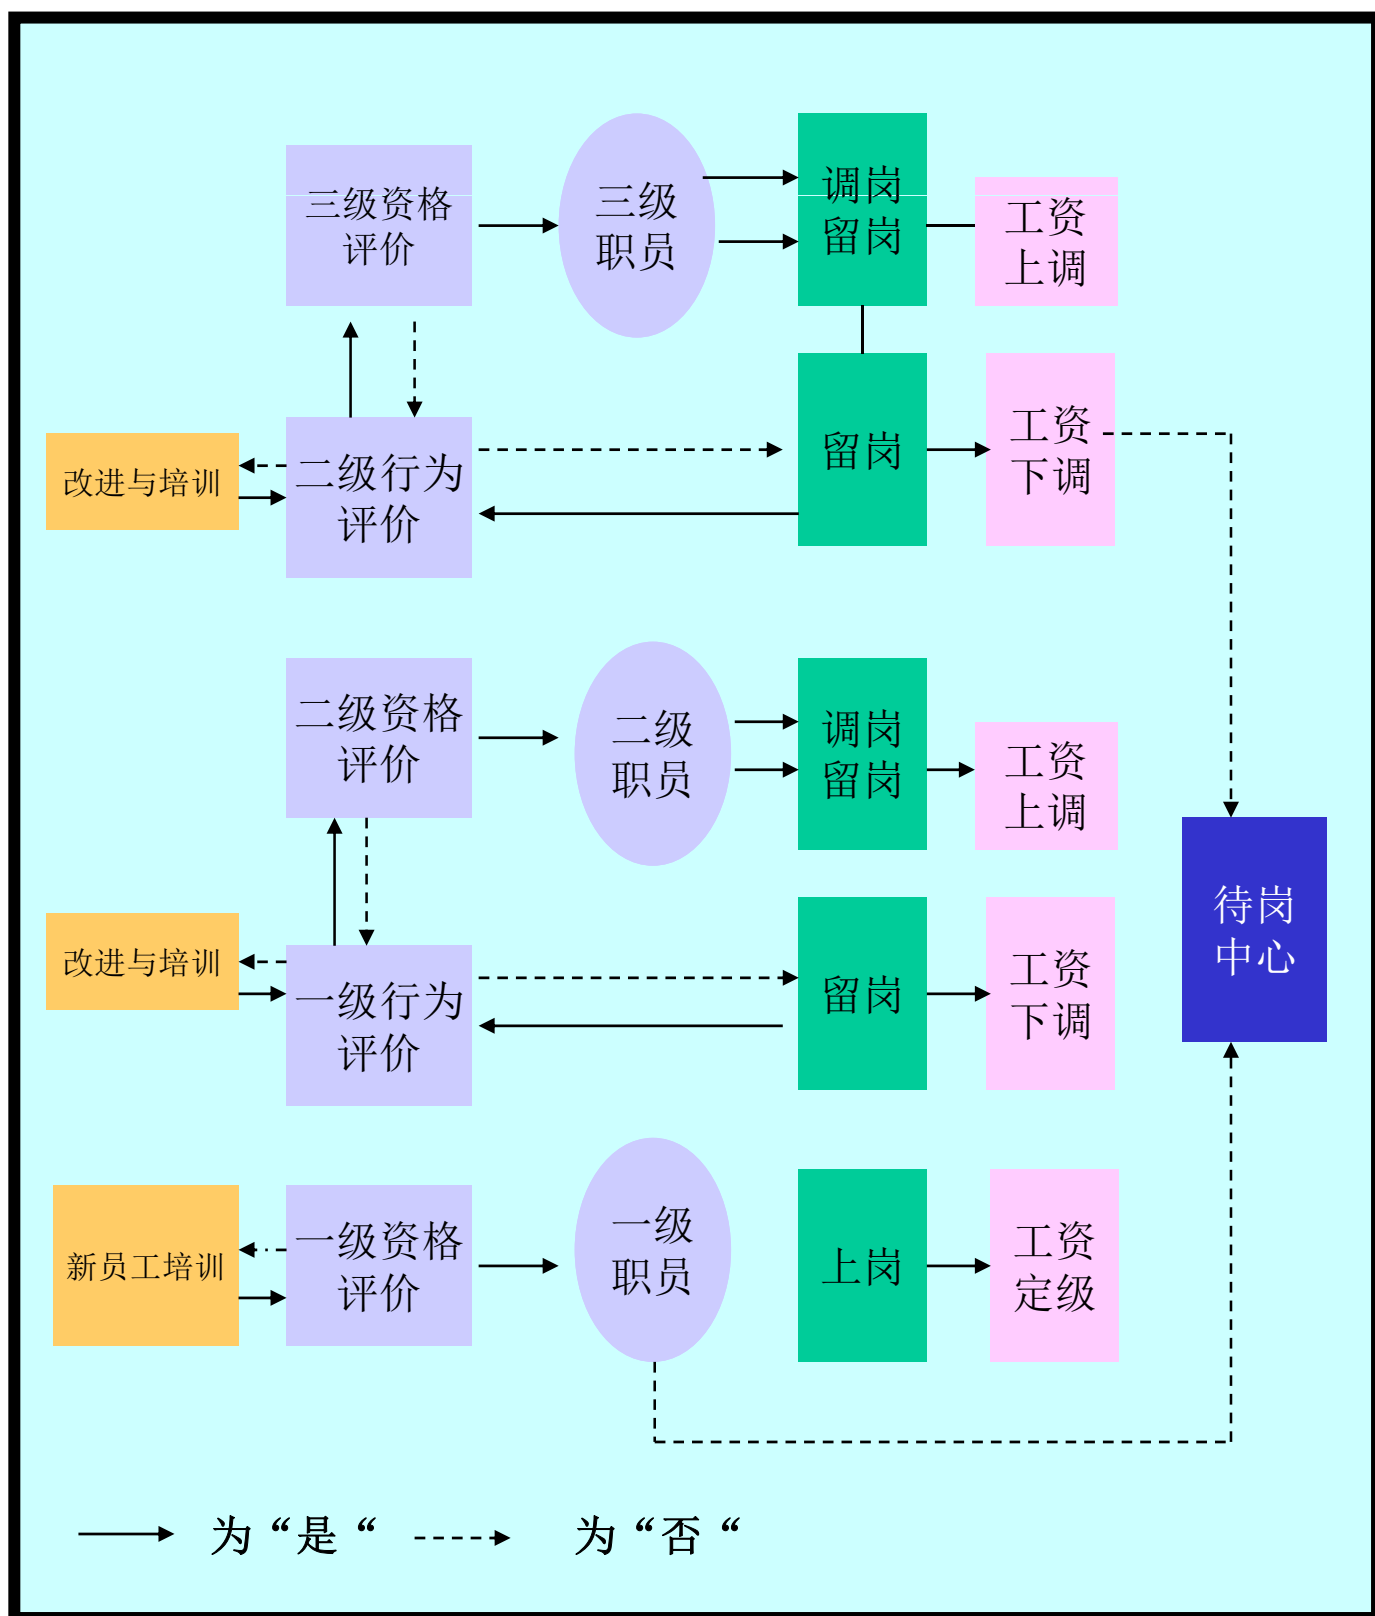 三级资格
评价
三级
职员
调岗
留岗
工资
上调
改进与培训
二级行为
评价
留岗
工资
下调
二级资格
评价
二级
职员
调岗
留岗
工资
上调
待岗
中心
改进与培训
一级行为
评价
留岗
工资
下调
新员工培训
一级资格
评价
一级
职员
上岗
工资
定级
为“是“
为“否“